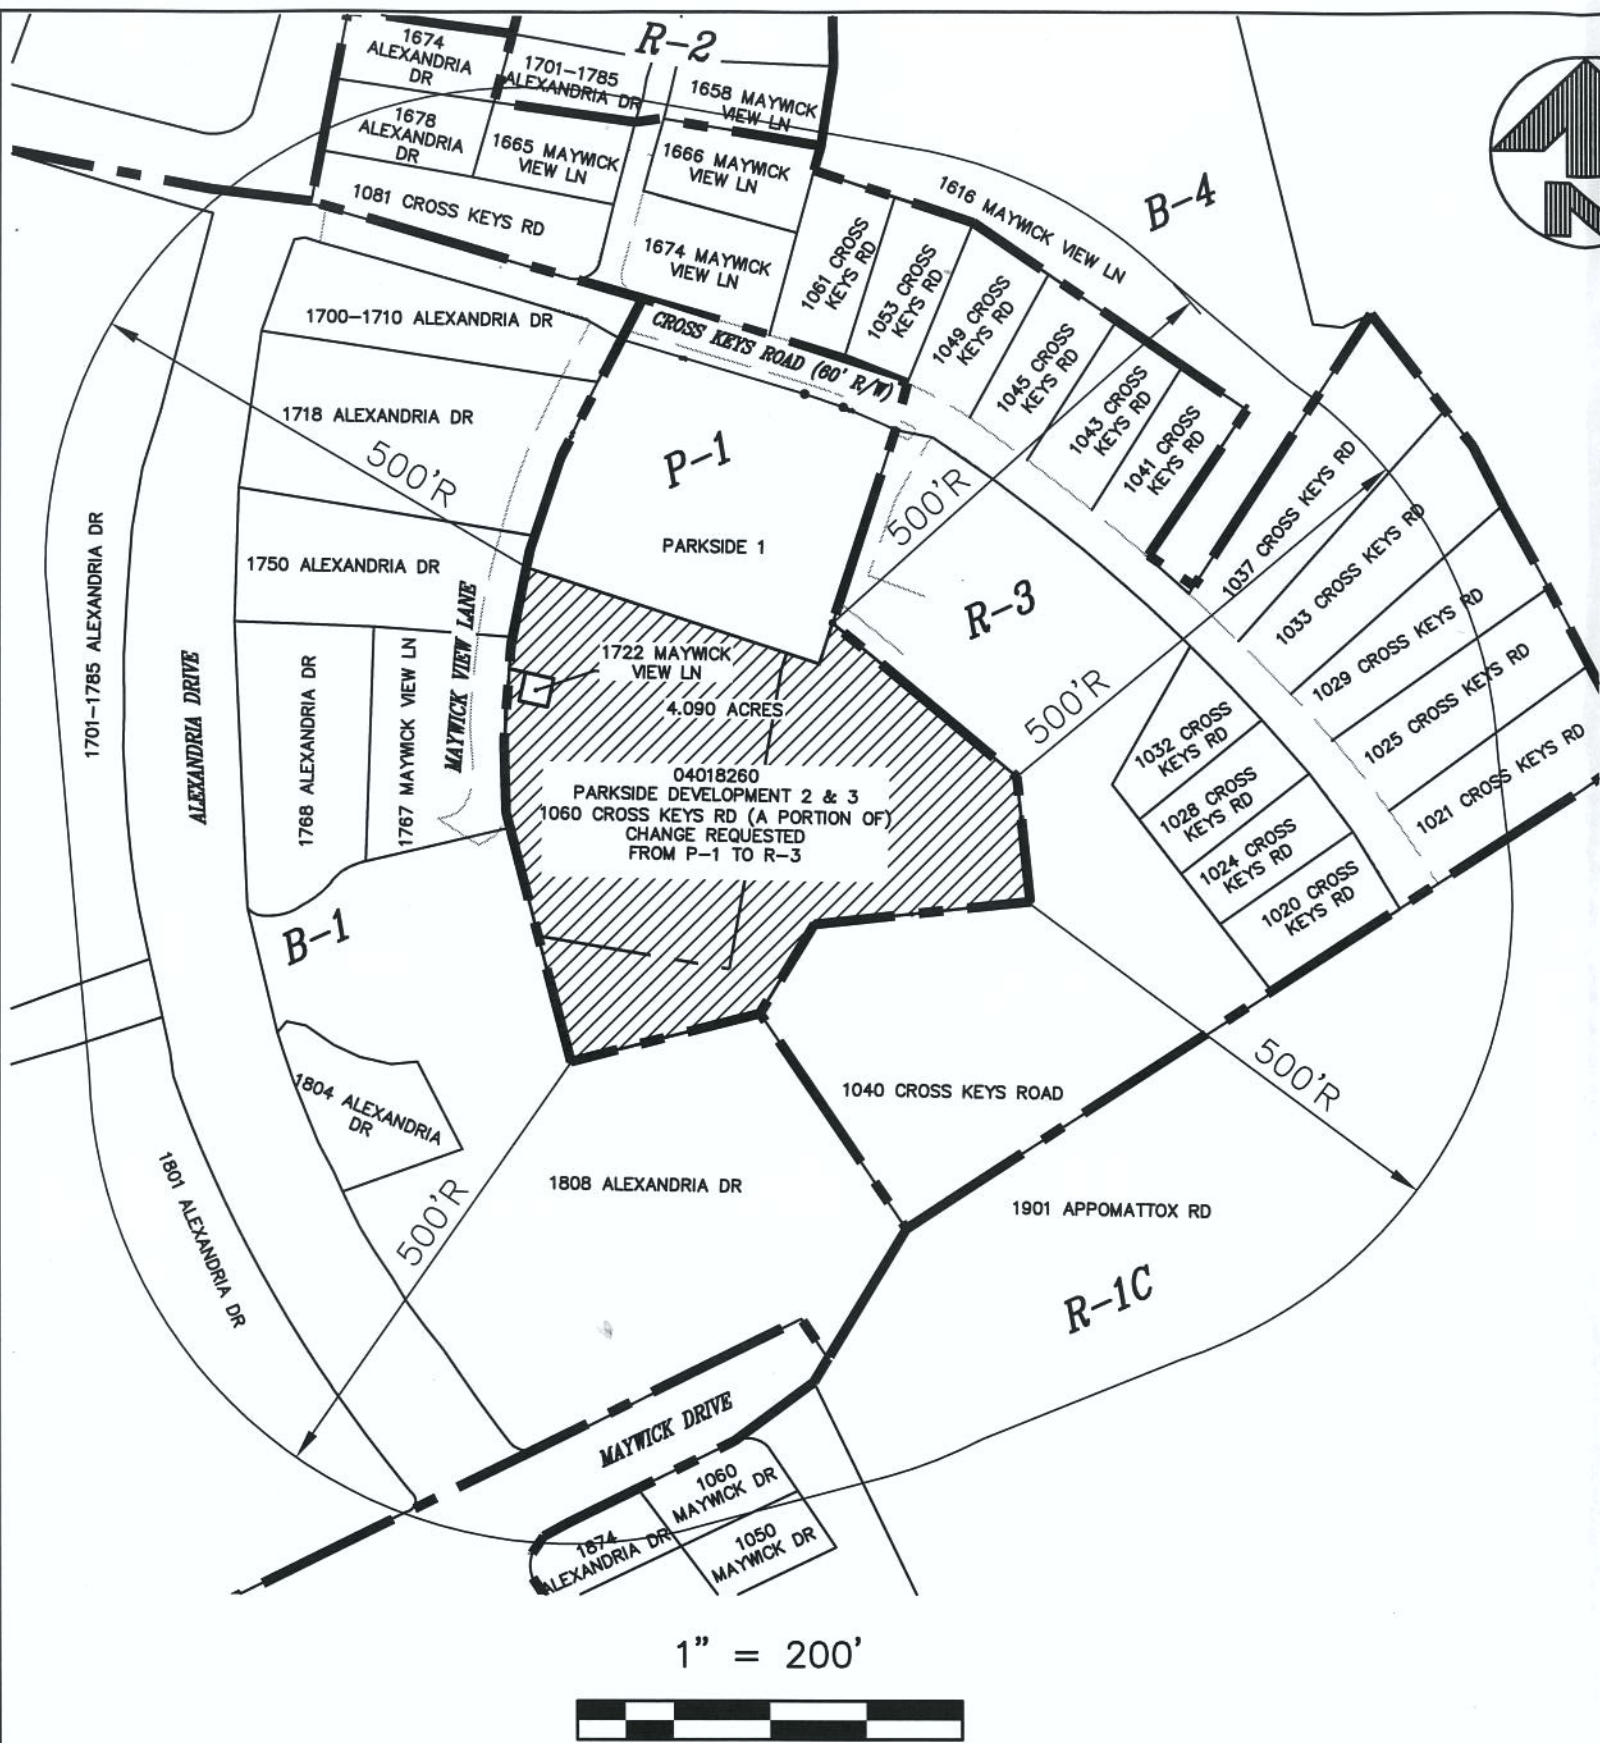 R-2
1674
ALEXANDRIA
DR
1701-1785
ALEXANDRIA DR
1658 MAYWICK
VIEW LN
1678
ALEXANDRIA
DR
1665 MAYWICK
VIEW LN
1666 MAYWICK
VIEW LN
1081 CROSS KEYS RD
1674 MAYWICK
VIEW LN
1616 MAYWICK VIEW LN
B-4
N
1061 CROSS
KEYS RD
1053 CROSS
KEYS RD
1049 CROSS
KEYS RD
1045 CROSS
KEYS RD
1043 CROSS
KEYS RD
1041 CROSS
KEYS RD
1700-1710 ALEXANDRIA DR
CROSS KEYS ROAD (60' R/W)
1718 ALEXANDRIA DR
500'R
P-1
PARKSIDE 1
500'R
1037 CROSS KEYS RD
1033 CROSS KEYS RD
1029 CROSS KEYS RD
1025 CROSS KEYS RD
1021 CROSS KEYS RD
1750 ALEXANDRIA DR
R-3
1701-1785 ALEXANDRIA DR
ALEXANDRIA DRIVE
1768 ALEXANDRIA DR
1767 MAYWICK VIEW LN
MAYWICK VIEW LANE
1722 MAYWICK
VIEW LN
4.090 ACRES
500'R
04018260
PARKSIDE DEVELOPMENT 2 & 3
1060 CROSS KEYS RD (A PORTION OF)
CHANGE REQUESTED
FROM P-1 TO R-3
1032 CROSS
KEYS RD
1028 CROSS
KEYS RD
1024 CROSS
KEYS RD
1020 CROSS
KEYS RD
B-1
1804 ALEXANDRIA
DR
1040 CROSS KEYS ROAD
500'R
1801 ALEXANDRIA DR
500'R
1808 ALEXANDRIA DR
1901 APPOMATTOX RD
R-1C
MAYWICK DRIVE
1060
MAYWICK DR
1874
ALEXANDRIA DR
1050
MAYWICK DR
1" = 200'